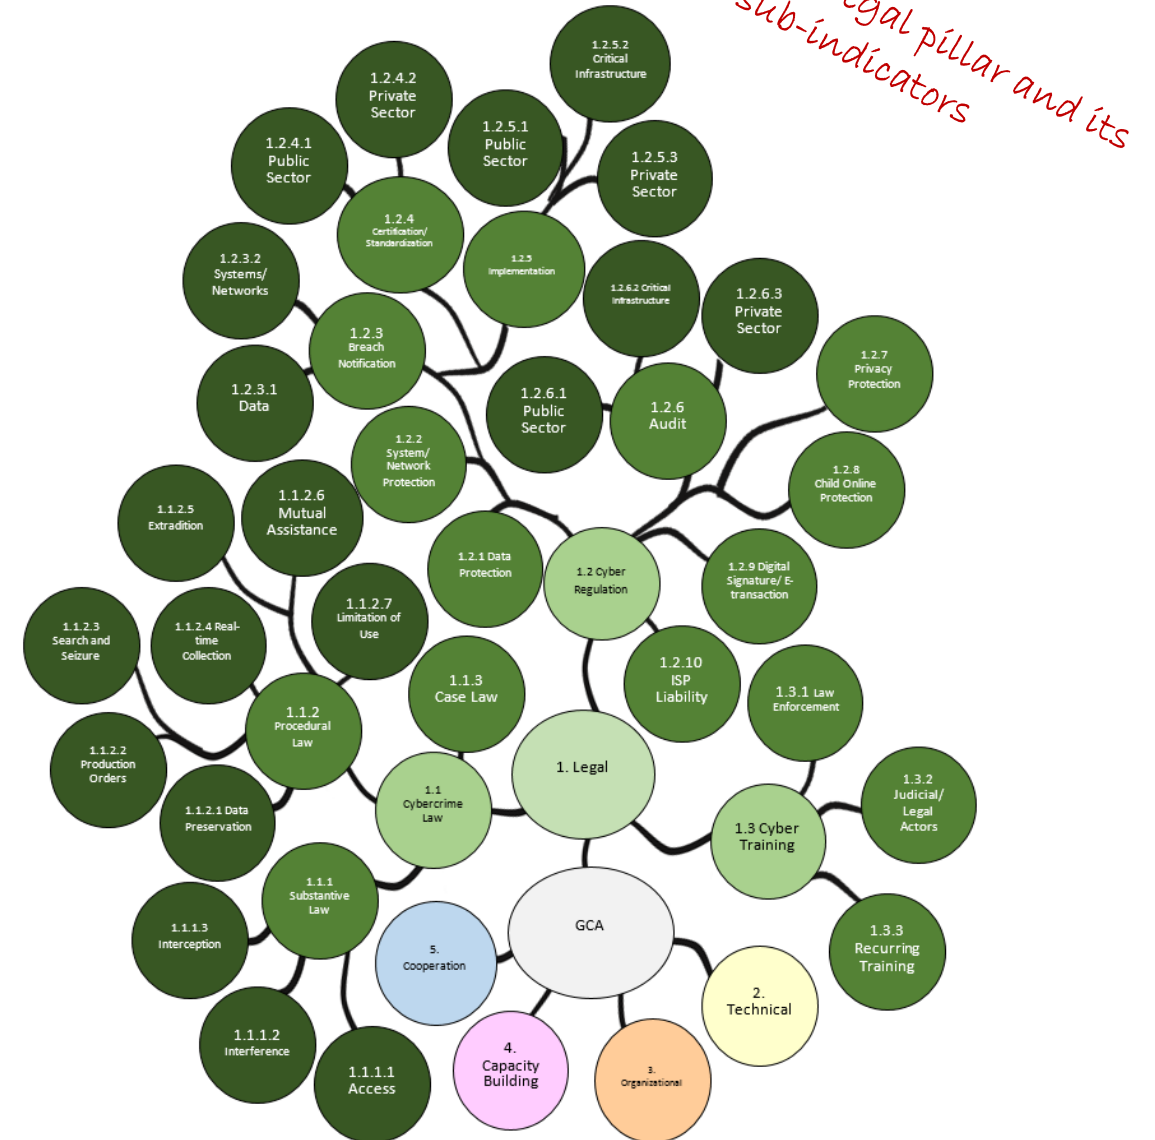 egal pillar and its
sub-indicators
1.2.5.2
Critical
Infrastructure
1.2.4.2
Private
Sector
1.2.5.1
Public
Sector
1.2.4.1
Public
Sector
1.2.5.3
Private
Sector
1.2.4
Certification/
Standardization
1.2.3.2
Systems/
Networks
1.2.5
Implementation
1.2.6.2 Critical
Infrastructure
1.2.6.3
Private
Sector
1.2.3
Breach
Notification
1.2.7
Privacy
Protection
1.2.3.1
Data
1.2.6.1
Public
Sector
1.2.6
Audit
1.2.2
System/
Network
Protection
1.2.8
Child Online
Protection
1.1.2.5
Extradition
1.1.2.6
Mutual
Assistance
1.2.1 Data
Protection
1.2 Cyber
Regulation
1.2.9 Digital
Signature/ E-
transaction
1.1.2.7
Limitation of
Use
1.1.2.3
Search and
Seizure
1.1.2.4 Real-
time
Collection
1.1.3
Case Law
1.2.10
ISP
Liability
1.3.1 Law
Enforcement
1.1.2
Procedural
Law
1.1.2.2
Production
Orders
1. Legal
1.1.2.1 Data
Preservation
1.1
Cybercrime
Law
1.3.2
Judicial/
Legal
Actors
1.3 Cyber
Training
1.1.1
Substantive
Law
1.1.1.3
Interception
GCA
5.
Cooperation
1.3.3
Recurring
Training
2.
Technical
1.1.1.2
Interference
4.
Capacity
Building
3.
Organizational
1.1.1.1
Access